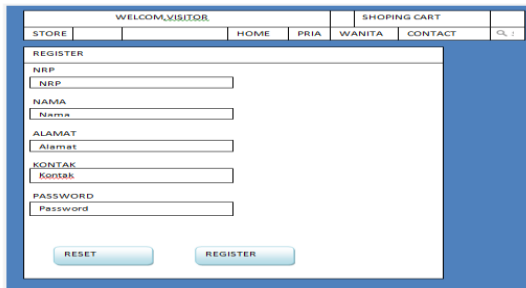 WELCOM,VISITOR SHOPING CART
STORE HOME PRIA WANITA CONTACT
REGISTER
NRP
NRP
NAMA
Nama
ALAMAT
Alamat
KONTAK
Kontak
PASSWORD
Password
RESET REGISTER